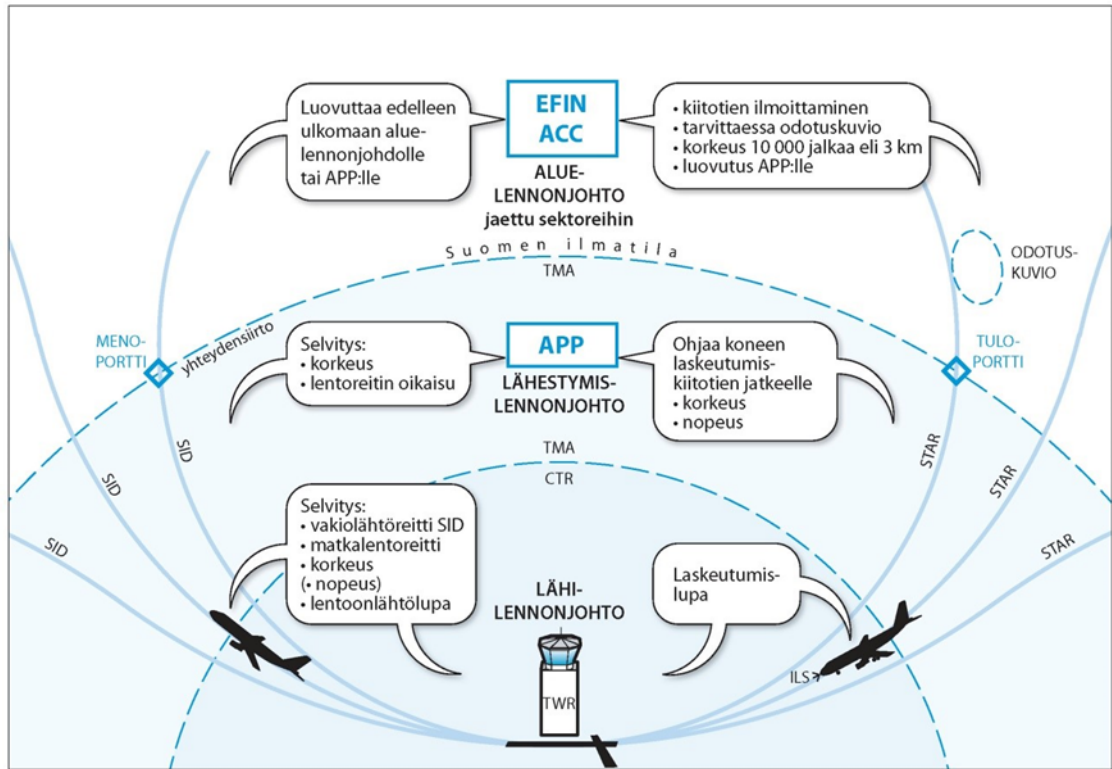 Luovuttaa edelleen
ulkomaan alue-
lennonjohdolle
tai APP:lle
EFIN
ACC
ALUE-
LENNONJOHTO
jaettu sektoreihin
• kiitotien ilmoittaminen
• tarvittaessa odotuskuvio
• korkeus 10 000 jalkaa eli 3 km
• luovutus APP:lle
Suomen ilmatila
TMA
ODOTUS-
KUVIO
MENO-
PORTTI
yhteydensiirto
Selvitys:
• korkeus
• lentoreitin oikaisu
APP
LÄHESTYMIS-
LENNONJOHTO
Ohjaa koneen
laskeutumis-
kiitotien jatkeelle
• korkeus
• nopeus
TULO-
PORTTI
SID
SID
SID
TMA
CTR
STAR
STAR
STAR
Selvitys:
• vakiolähtöreitti SID
• matkalentoreitti
• korkeus
(• nopeus)
• lentoonlähtölupa
LÄHI-
LENNONJOHTO
TWR
Laskeutumis-
lupa
ILS